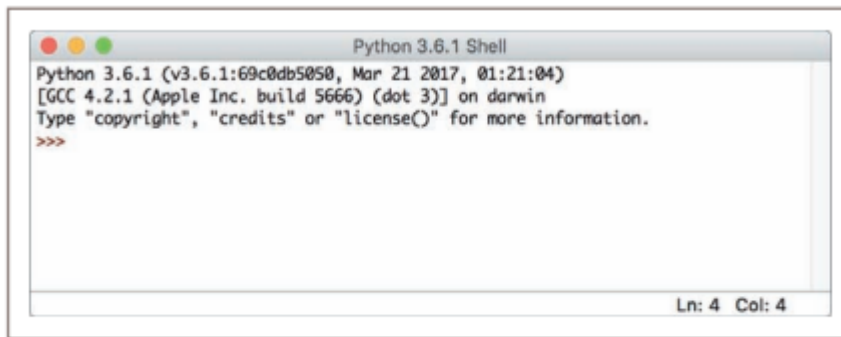 Python 3.6.1 Shell
Python 3.6.1 (v3.6.1:69c0db5050, Mar 21 2017, 01:21:04)
[GCC 4.2.1 (Apple Inc. build 5666) (dot 3)] on darwin
Type "copyright", "credits" or "license()" for more information.
>>>
Ln: 4 Col: 4